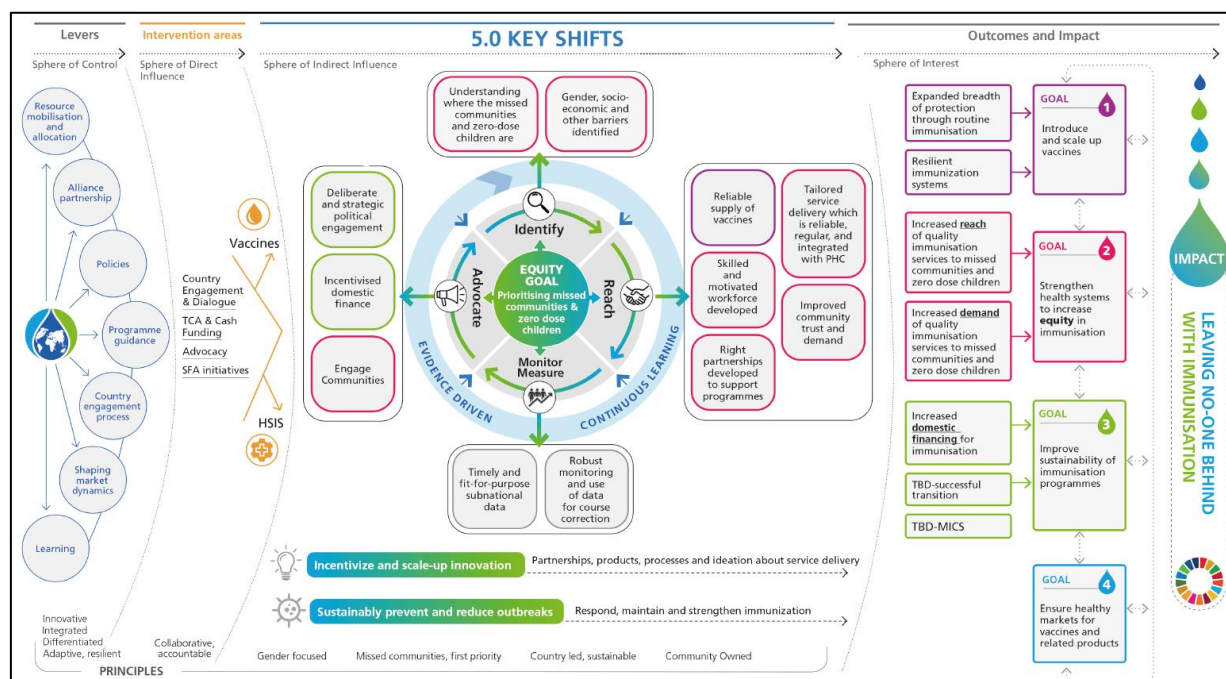 Levers
Intervention areas
5.0 KEY SHIFTS
Outcomes and Impact
Sphere of Control
Sphere of Direct
Influence
Sphere of Indirect Influence
Sphere of Interest
Resource
mobilisation
and
allocation
Alliance
partnership
Policies
Programme
guidance
Country
engagement
process
Shaping
market
dynamics
Learning
Vaccines
Country
Engagement
& Dialogue
TCA & Cash
Funding
Advocacy
SFA initiatives
HSIS
Understanding
where the missed
communities
and zero-dose
children are
Gender, socio-
economic and
other barriers
identified
Deliberate
and strategic
political
engagement
Incentivised
domestic
finance
Engage
Communities
Identify
Advocate
EQUITY
GOAL
Prioritising missed
communities &
zero dose
children
Reach
Monitor
Measure
EVIDENCE DRIVEN
CONTINUOUS LEARNING
Reliable
supply of
vaccines
Tailored
service
delivery which
is reliable,
regular, and
integrated
with PHC
Skilled
and
motivated
workforce
developed
Improved
community
trust and
demand
Right
partnerships
developed
to support
programmes
Timely and
fit-for-purpose
subnational
data
Robust
monitoring
and use
of data
for course
correction
Incentivize and scale-up innovation
Partnerships, products, processes and ideation about service delivery
Sustainably prevent and reduce outbreaks
Respond, maintain and strengthen immunization
Expanded breadth
of protection
through routine
immunisation
Resilient
immunization
systems
GOAL
1
Introduce
and scale up
vaccines
Increased reach
of quality
immunisation
services to missed
communities and
zero dose children
Increased demand
of quality
immunisation
services to missed
communities and
zero dose children
GOAL
2
Strengthen
health systems
to increase
equity in
immunisation
Increased
domestic
financing for
immunisation
TBD-successful
transition
TBD-MICS
GOAL
3
Improve
sustainability of
immunisation
programmes
GOAL
4
Ensure healthy
markets for
vaccines and
related products
IMPACT
LEAVING NO-ONE BEHIND
WITH IMMUNISATION
Innovative
Integrated
Differentiated
Adaptive, resilient
Collaborative,
accountable
Gender focused
Missed communities, first priority
Country led, sustainable
Community Owned
PRINCIPLES